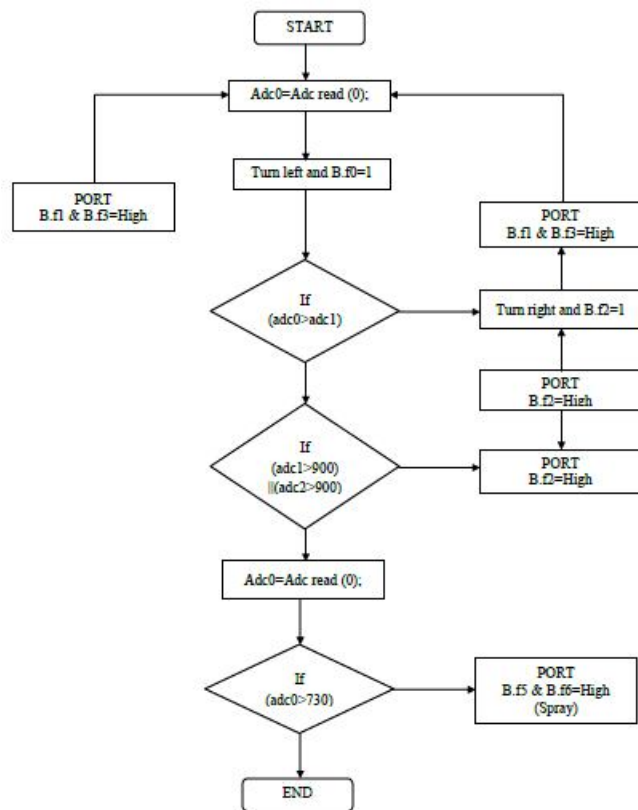 START
Adc0=Adc read (0);
Turn left and B.f0=1
PORT
B.f1 & B.f3=High
PORT
B.f1 & B.f3=High
If
(adc0>adc1)
Turn right and B.f2=1
PORT
B.f2=High
If
(adc1>900)
||(adc2>900)
PORT
B.f2=High
Adc0=Adc read (0);
If
(adc0>730)
PORT
B.f5 & B.f6=High
(Spray)
END